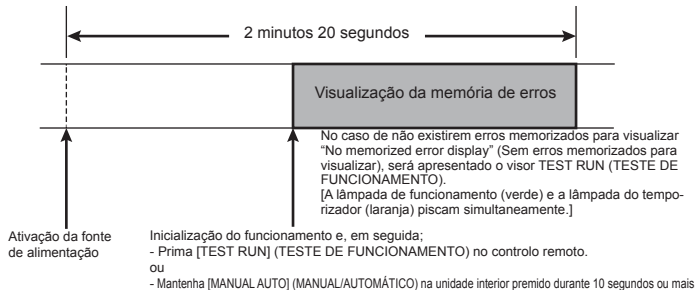 2 minutos 20 segundos
Visualização da memória de erros
No caso de não existirem erros memorizados para visualizar
“No memorized error display” (Sem erros memorizados para
visualizar), será apresentado o visor TEST RUN (TESTE DE
FUNCIONAMENTO).
[A lâmpada de funcionamento (verde) e a lâmpada do tempo-
rizador (laranja) piscam simultaneamente.]
Ativação da fonte
de alimentação
Inicialização do funcionamento e, em seguida;
- Prima [TEST RUN] (TESTE DE FUNCIONAMENTO) no controlo remoto.
ou
- Mantenha [MANUAL AUTO] (MANUAL/AUTOMÁTICO) na unidade interior premido durante 10 segundos ou mais